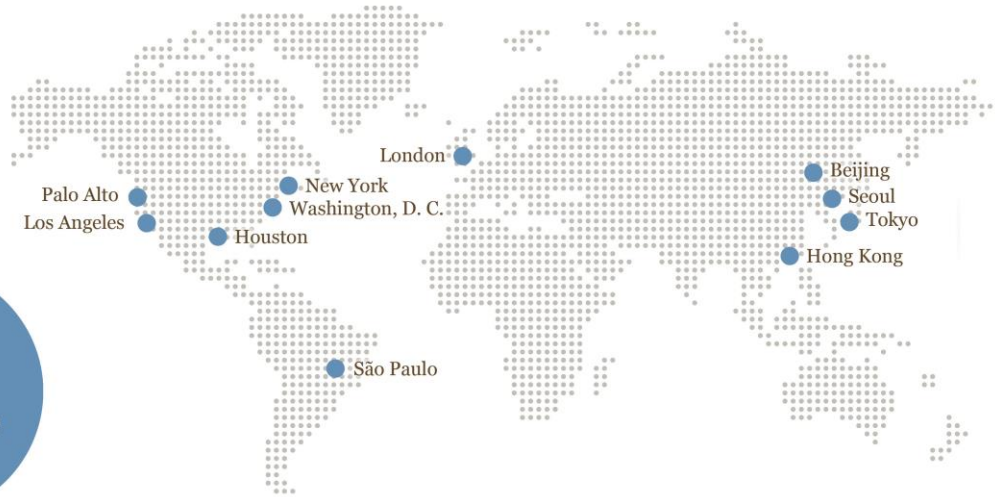 London
Beijing
New York
Palo Alto
Seoul
Washington, D. C.
Los Angeles
Tokyo
Houston
Hong Kong
São Paulo